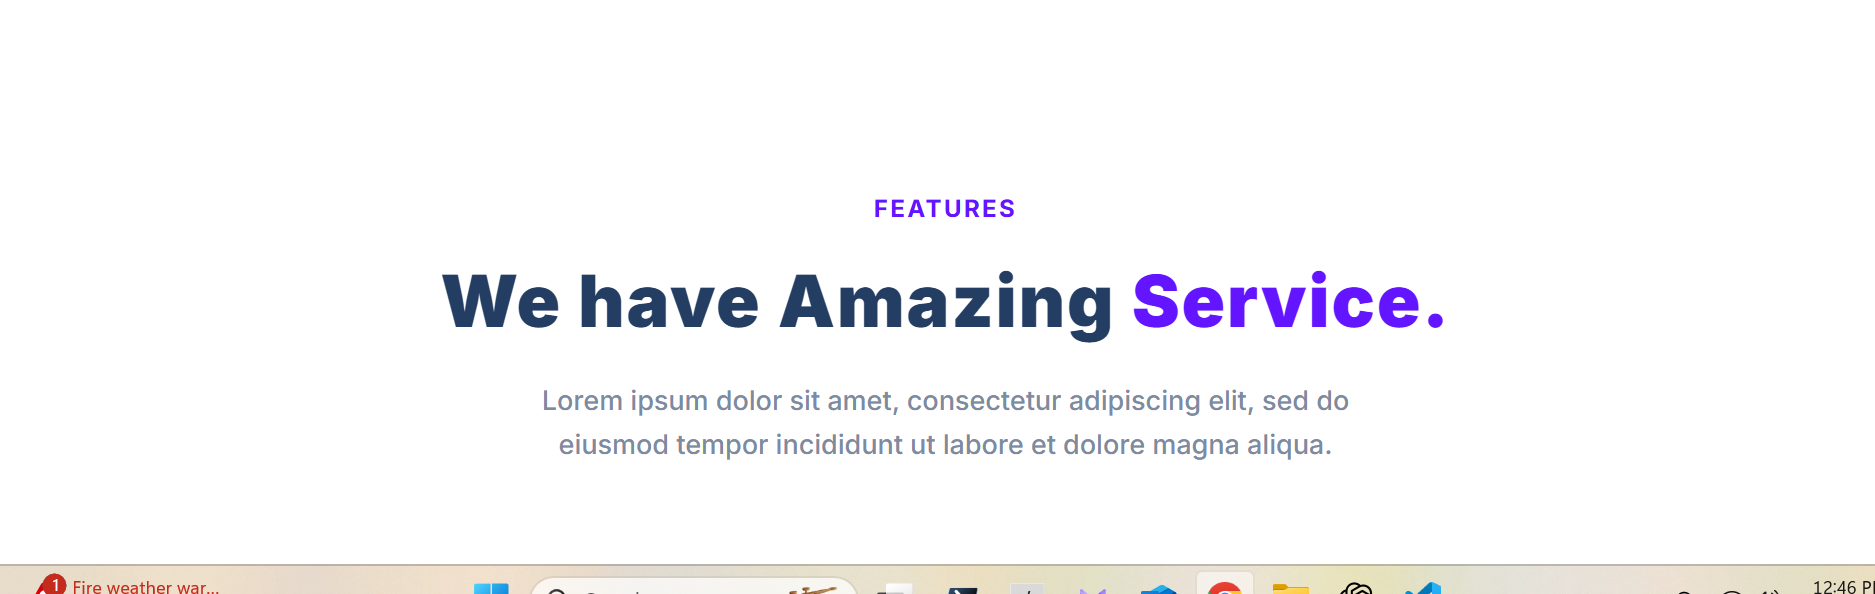 FEATURES
We have Amazing Service.
Lorem ipsum dolor sit amet, consectetur adipiscing elit, sed do
eiusmod tempor incididunt ut labore et dolore magna aliqua.
1
Fire weather war...
12:46